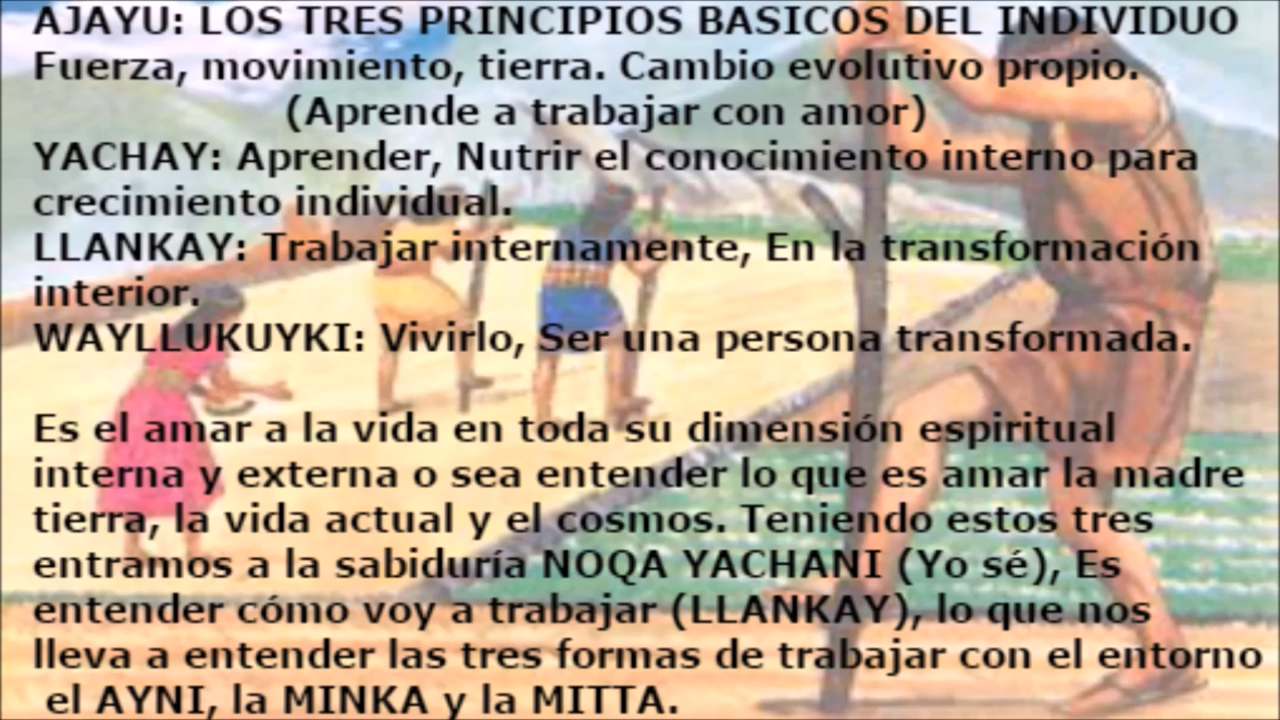 AJAYU: LOS TRES PRINCIPIOS BASICOS DEL INDIVIDUO
Fuerza, movimiento, tierra. Cambio evolutivo propio.
(Aprende a trabajar con amor)
YACHAY: Aprender, Nutrir el conocimiento interno para
crecimiento individual.
LLANKAY: Trabajar internamente, En la transformación
interior.
WAYLLUKUYKI: Vivirlo, Ser una persona transformada.
Es el amar a la vida en toda su dimensión espiritual
interna y externa o sea entender lo que es amar la madre
tierra, la vida actual y el cosmos. Teniendo estos tres
entramos a la sabiduría NOQA YACHANI (Yo sé), Es
entender cómo voy a trabajar (LLANKAY), lo que nos
lleva a entender las tres formas de trabajar con el entorno
el AYNI, la MINKA y la MITTA.